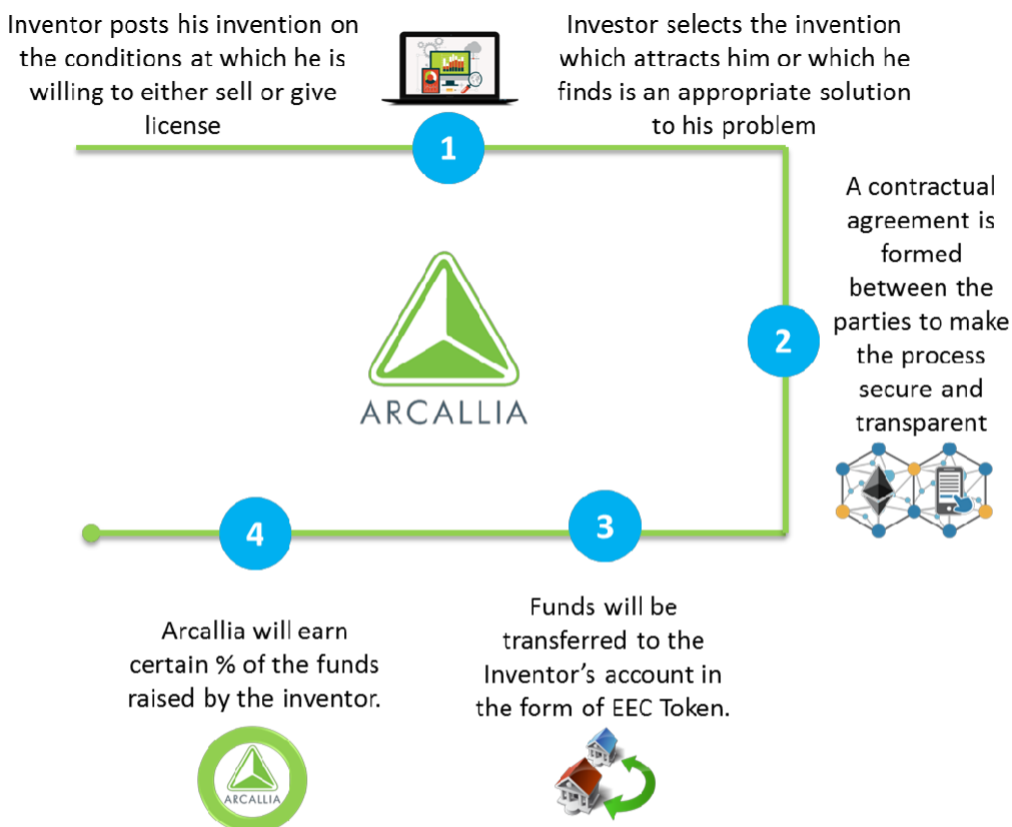 Inventor posts his invention on
the conditions at which he is
willing to either sell or give
license
Investor selects the invention
which attracts him or which he
finds is an appropriate solution
to his problem
1
A contractual
agreement is
formed
between the
parties to make
the process
secure and
transparent
2
ARCALLIA
3
Funds will be
transferred to the
Inventor's account in
the form of EEC Token.
4
Arcallia will earn
certain % of the funds
raised by the inventor.
ARCALLIA